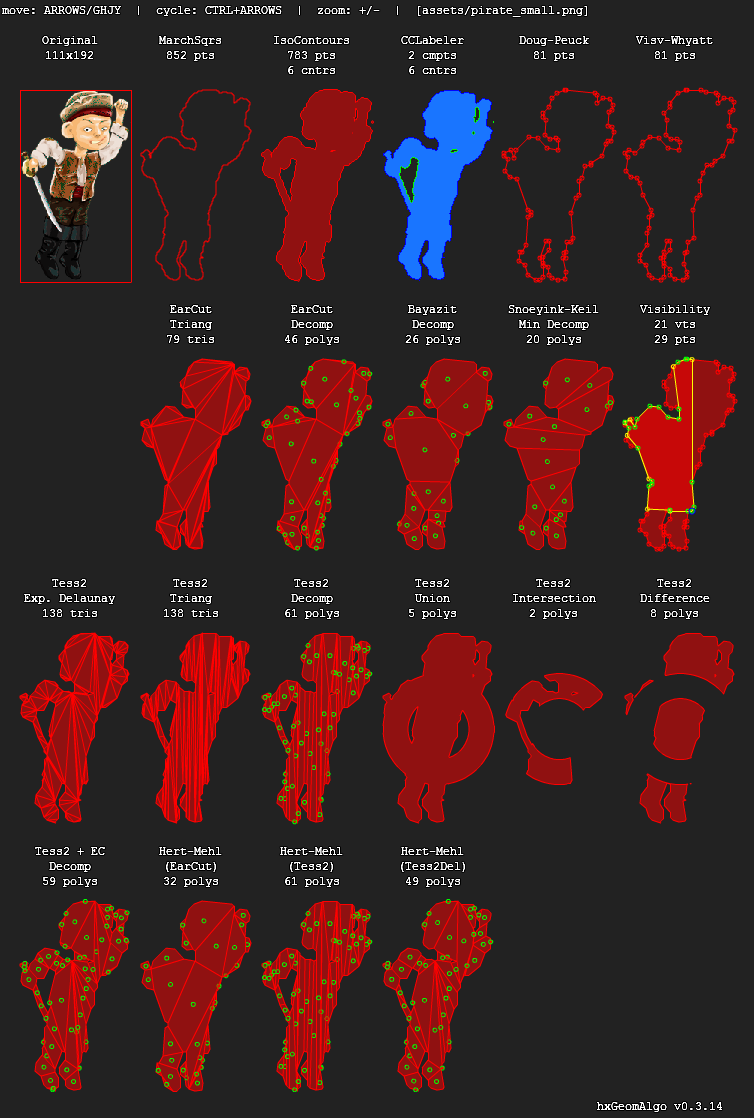 move: ARROWS/GHJY  |  cycle: CTRL+ARROWS  |  zoom: +/-  |  [assets/pirate_small.png]
Original
111x192
MarchSqrs
852 pts
IsoContours
783 pts
6 cntrs
CCLabeler
2 cmpts
6 cntrs
Doug-Peuck
81 pts
Visv-Whyatt
81 pts
EarCut
Triang
79 tris
EarCut
Decomp
46 polys
Bayazit
Decomp
26 polys
Snoeyink-Keil
Min Decomp
20 polys
Visibility
21 vts
29 pts
Tess2
Exp. Delaunay
138 tris
Tess2
Triang
138 tris
Tess2
Decomp
61 polys
Tess2
Union
5 polys
Tess2
Intersection
2 polys
Tess2
Difference
8 polys
Tess2 + EC
Decomp
59 polys
Hert-Mehl
(EarCut)
32 polys
Hert-Mehl
(Tess2)
61 polys
Hert-Mehl
(Tess2Del)
49 polys
hxGeomAlgo v0.3.14